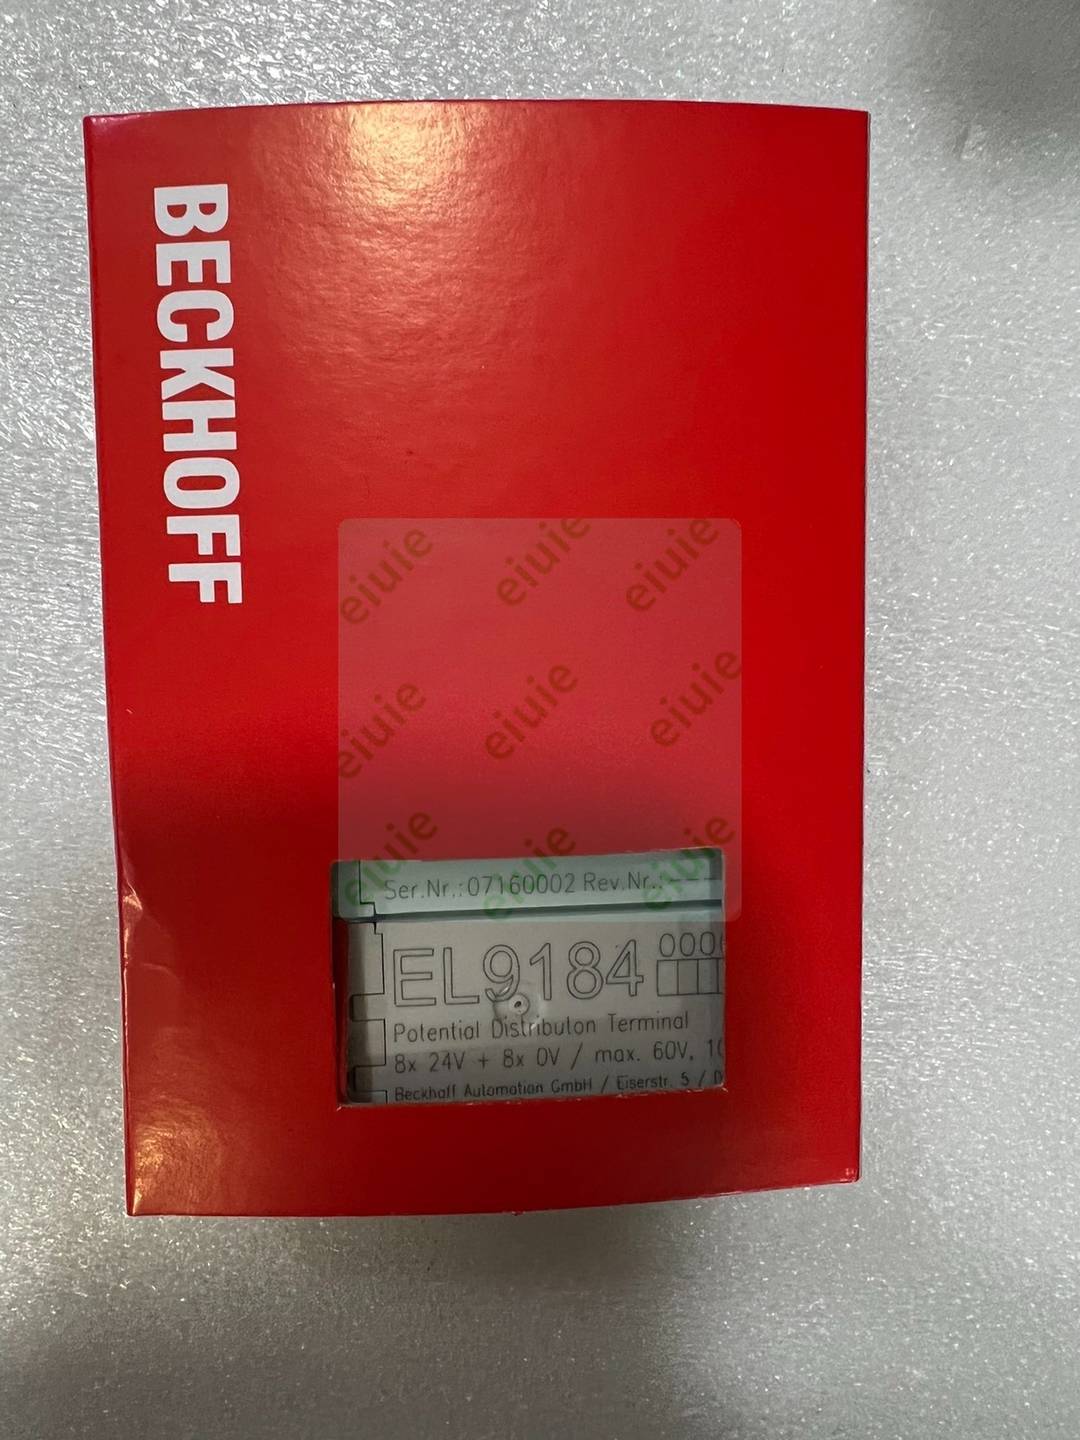 BECKHOFF
eiuie eiuie eiuie
eiuie eiuie eiuie
eiuie eiuie eiuie
Ser.Nr.:07160002 Rev.Nr.:
EL9184
Potential Distributon Terminal
8x 24V + 8x 0V / max. 60V,
Beckhoff Automation GmbH / Eiserstr. 5 /